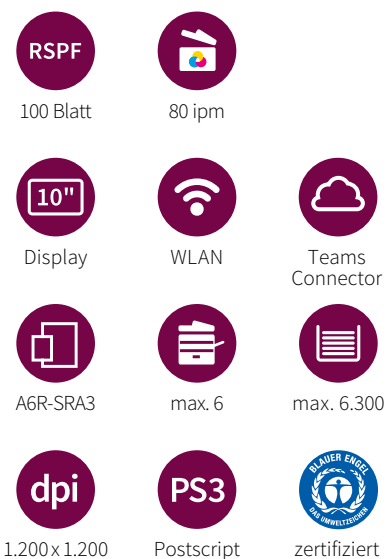 RSPF
100 Blatt
80 ipm
10"
Display
WLAN
Teams
Connector
A6R-SRA3
max. 6
max. 6.300
dpi
1.200 x 1.200
PS3
Postscript
BLAUER ENGEL
DAS UMWELTZEICHEN
zertifiziert